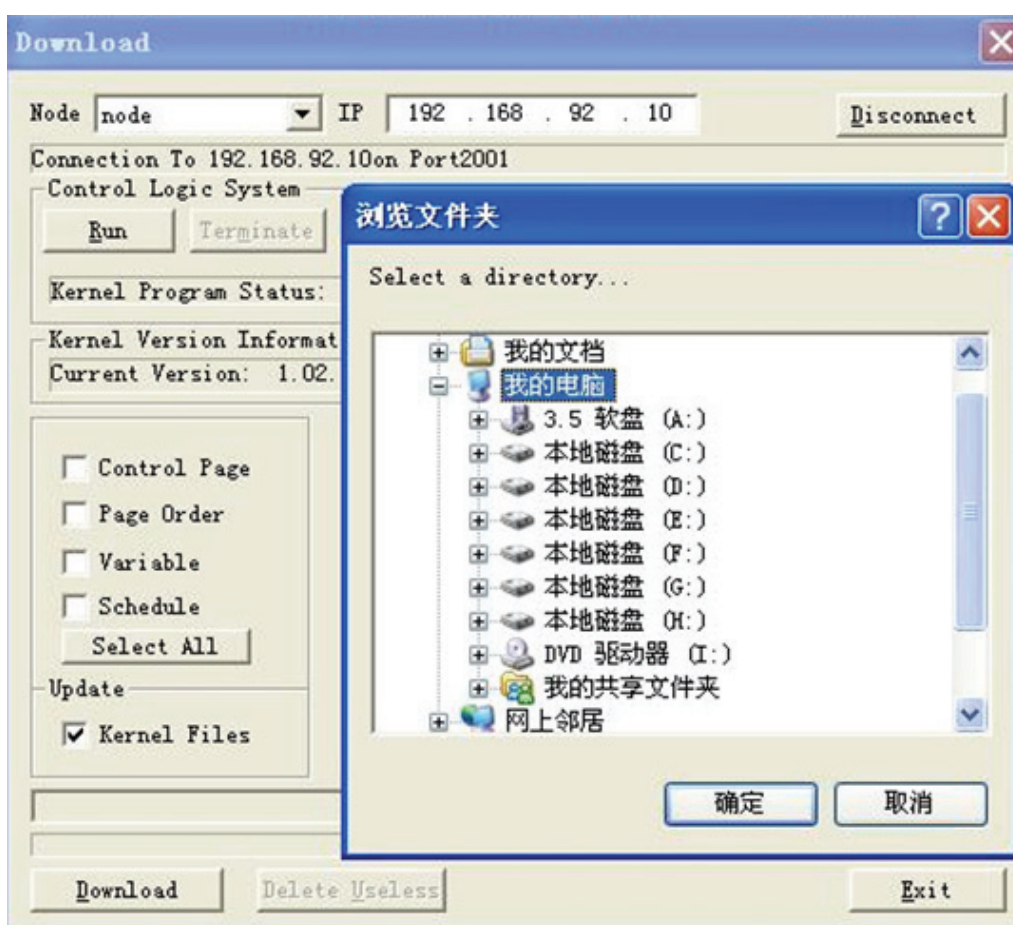 Download
Node node IP 192 . 168 . 92 . 10 Disconnect
Connection To 192.168.92.10on Port2001
Control Logic System
Run Terminate
Kernel Program Status:
Kernel Version Informat
Current Version: 1.02.
Control Page
Page Order
Variable
Schedule
Select All
Update
Kernel Files
Download Delete Useless Exit
浏览文件夹
Select a directory...
我的文档
我的电脑
3.5 软盘 (A:)
本地磁盘 (C:)
本地磁盘 (D:)
本地磁盘 (E:)
本地磁盘 (F:)
本地磁盘 (G:)
本地磁盘 (H:)
DVD 驱动器 (I:)
我的共享文件夹
网上邻居
确定 取消